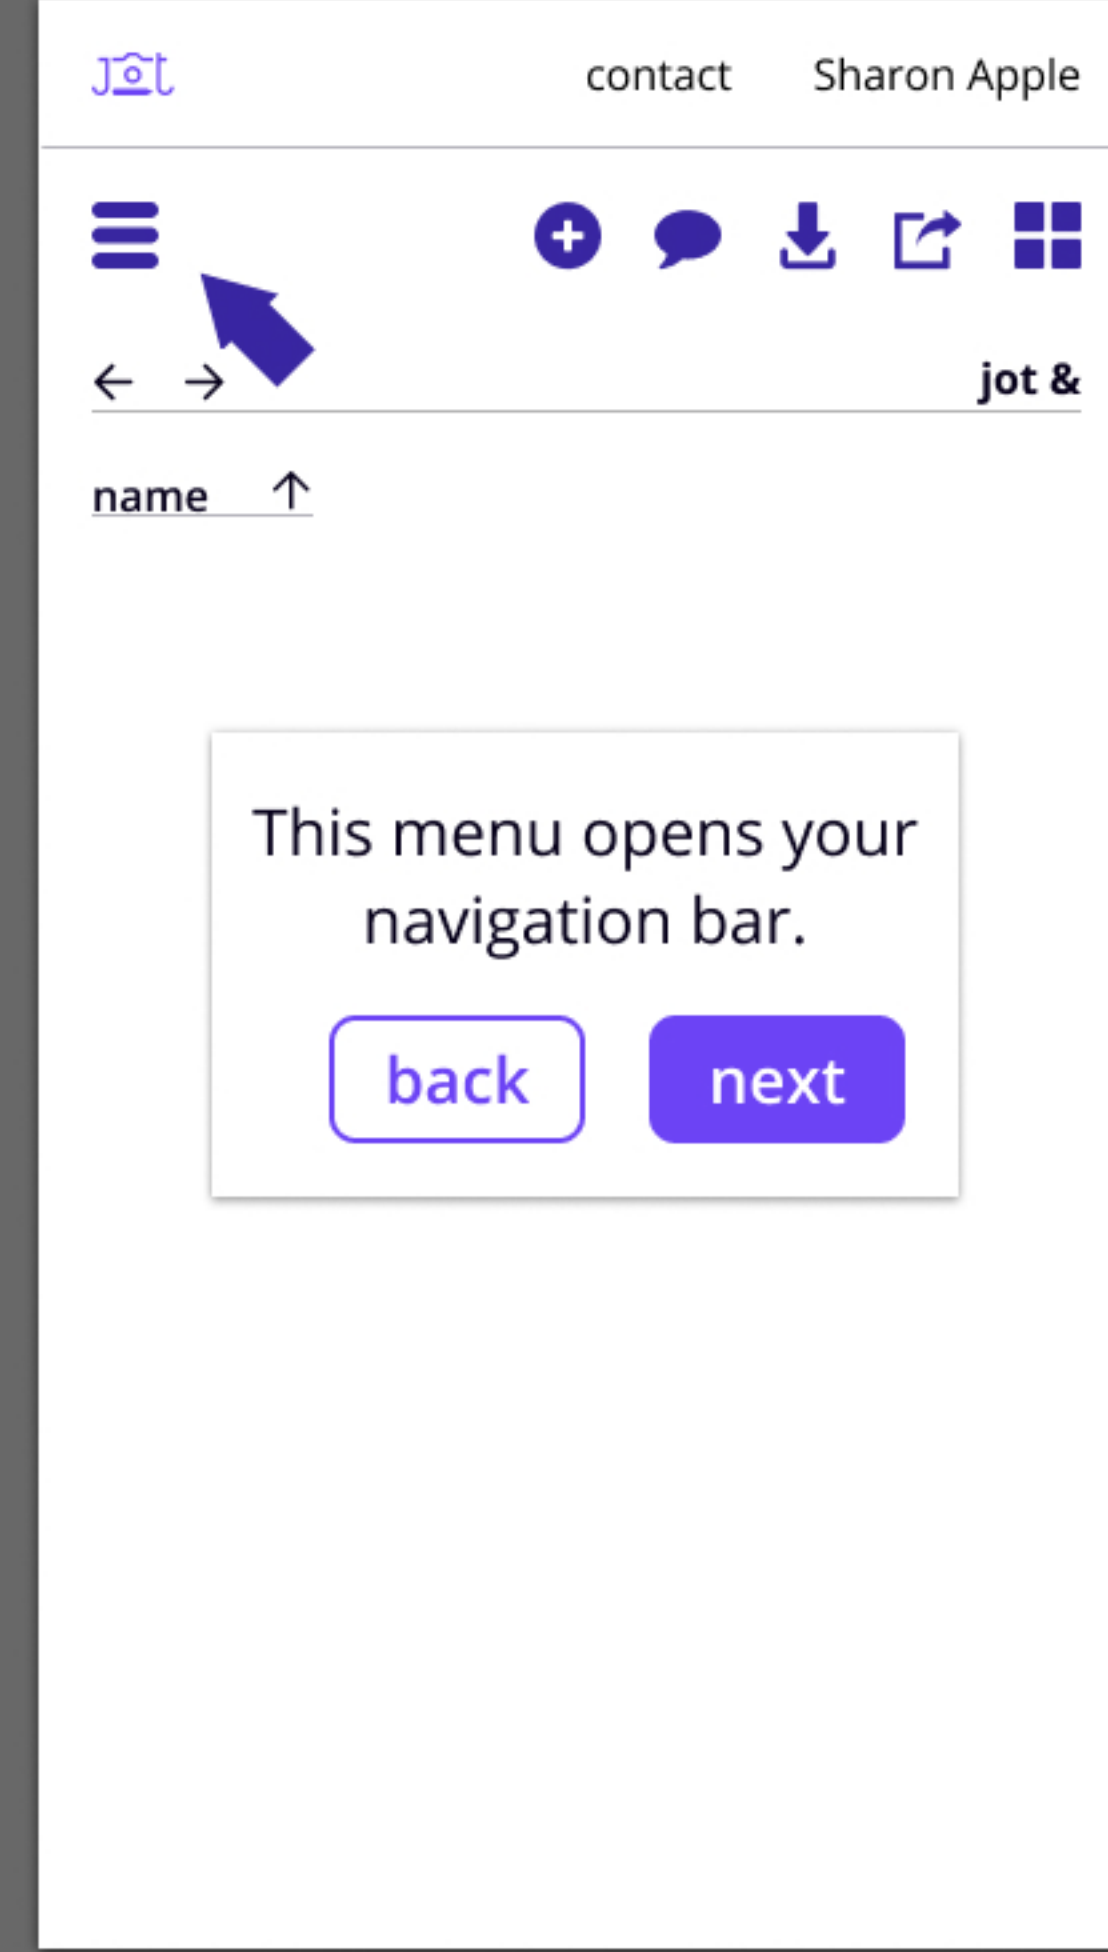 jot
contact Sharon Apple
jot &
name
This menu opens your
navigation bar.
back next